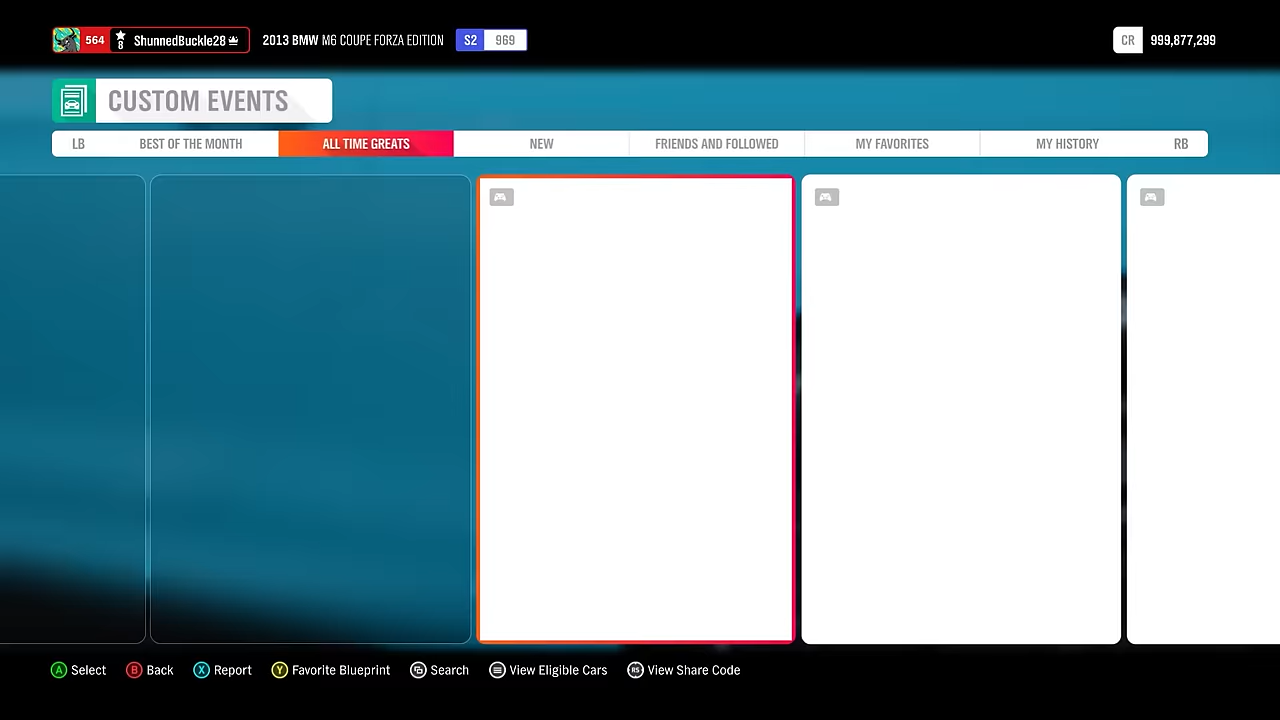 564 8 ShunnedBuckle28 2013 BMW M6 COUPE FORZA EDITION S2 969 CR 999,877,299
CUSTOM EVENTS
LB BEST OF THE MONTH ALL TIME GREATS NEW FRIENDS AND FOLLOWED MY FAVORITES MY HISTORY RB
A Select B Back X Report Y Favorite Blueprint Search View Eligible Cars RS View Share Code